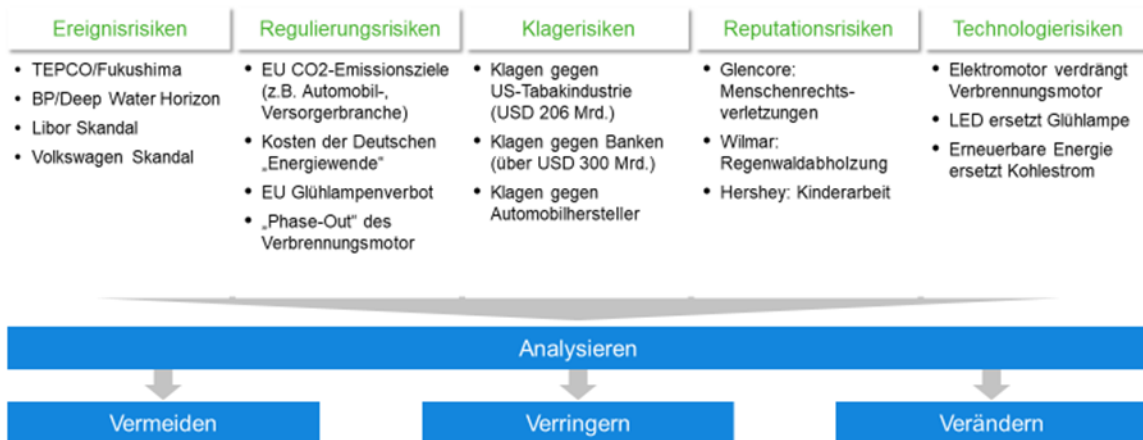 Ereignisrisiken
• TEPCO/Fukushima
• BP/Deep Water Horizon
• Libor Skandal
• Volkswagen Skandal
Regulierungsrisiken
• EU CO2-Emissionsziele
(z.B. Automobil-,
Versorgerbranche)
• Kosten der Deutschen
„Energiewende“
• EU Glühlampenverbot
• „Phase-Out“ des
Verbrennungsmotor
Klagerisiken
• Klagen gegen
US-Tabakindustrie
(USD 206 Mrd.)
• Klagen gegen Banken
(über USD 300 Mrd.)
• Klagen gegen
Automobilhersteller
Reputationsrisiken
• Glencore:
Menschenrechts-
verletzungen
• Wilmar:
Regenwaldabholzung
• Hershey: Kinderarbeit
Technologierisiken
• Elektromotor verdrängt
Verbrennungsmotor
• LED ersetzt Glühlampe
• Erneuerbare Energie
ersetzt Kohlestrom
Analysieren
Vermeiden
Verringern
Verändern